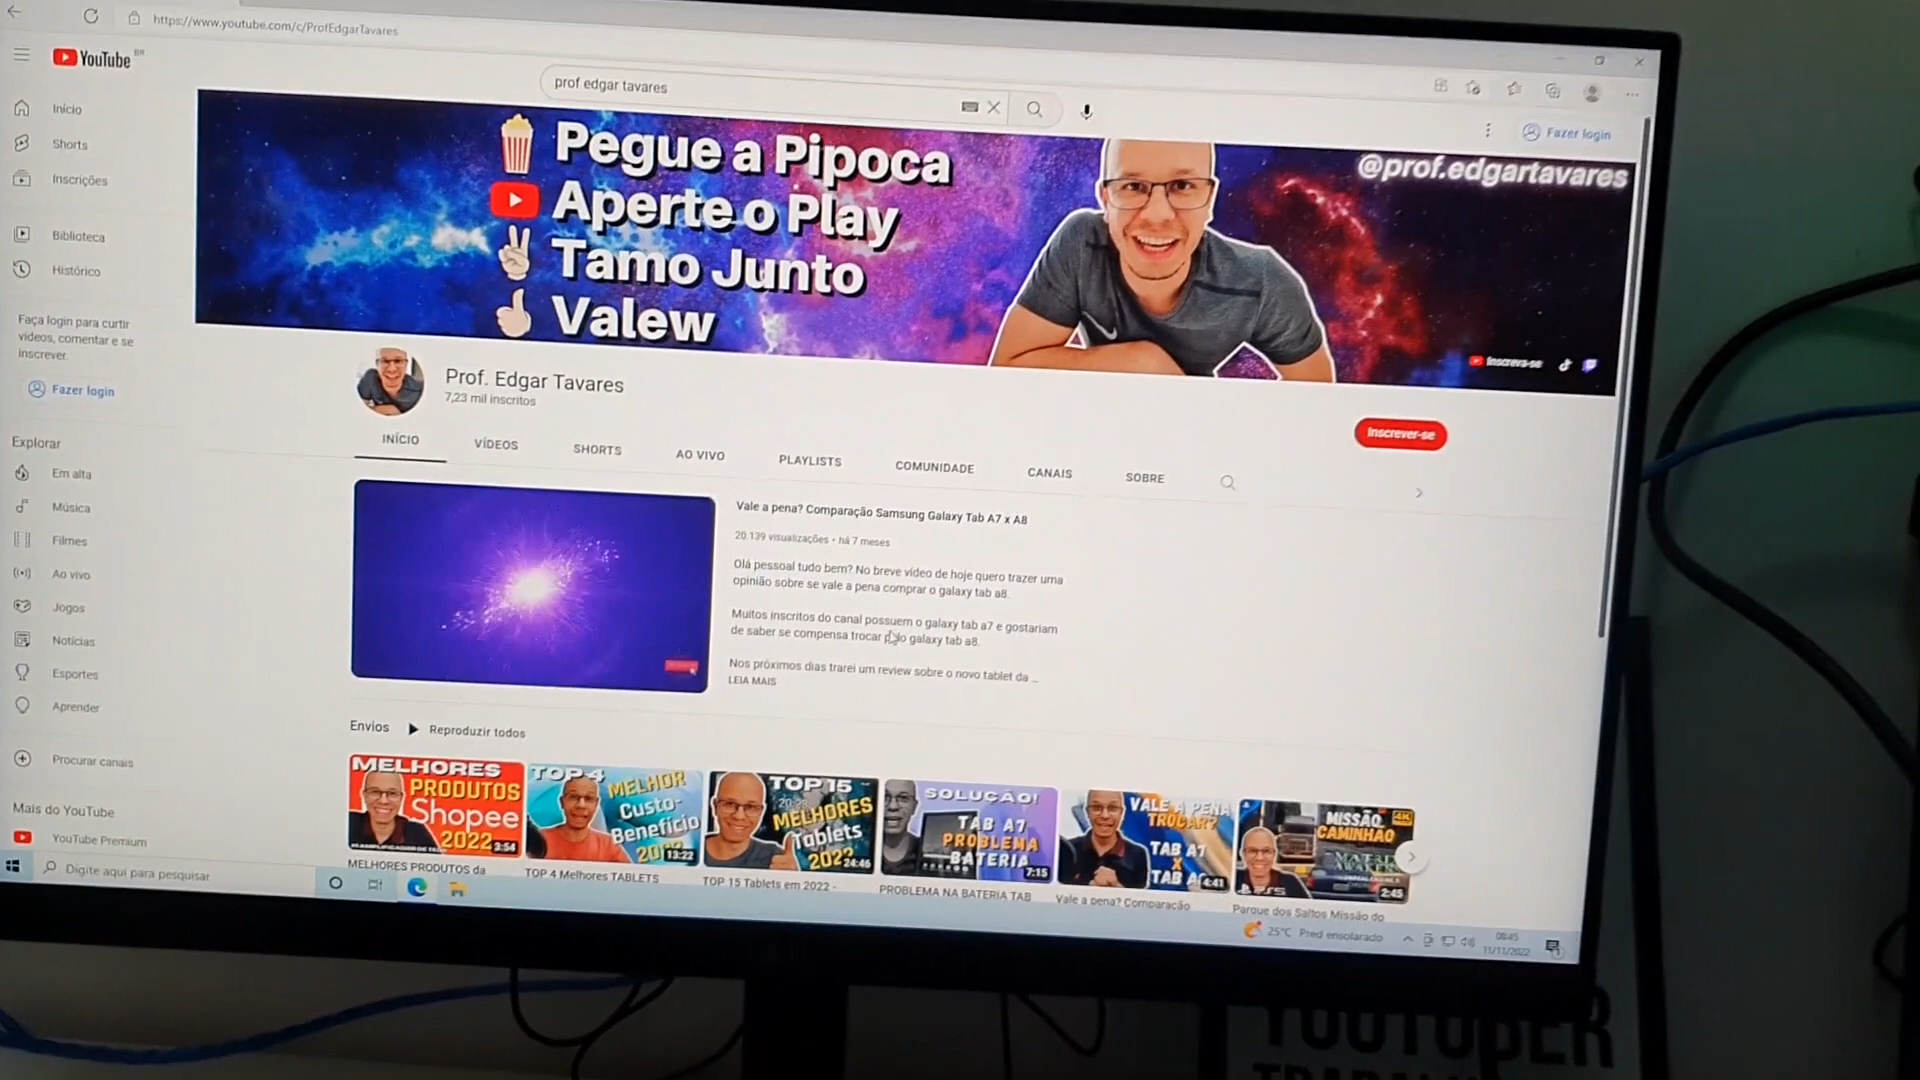 https://www.youtube.com/c/ProfEdgarTavares
YouTube BR
prof edgar tavares
Fazer login
Início
Shorts
Inscrições
Biblioteca
Histórico
Faça login para curtir
vídeos, comentar e se
inscrever.
Fazer login
Explorar
Em alta
Música
Filmes
Ao vivo
Jogos
Notícias
Esportes
Aprender
Procurar canais
Mais do YouTube
YouTube Premium
Pegue a Pipoca
Aperte o Play
Tamo Junto
Valew
@prof.edgartavares
Inscreva-se
Prof. Edgar Tavares
7,23 mil inscritos
Inscrever-se
INÍCIO
VÍDEOS
SHORTS
AO VIVO
PLAYLISTS
COMUNIDADE
CANAIS
SOBRE
Vale a pena? Comparação Samsung Galaxy Tab A7 x A8
20.139 visualizações • há 7 meses
Olá pessoal tudo bem? No breve vídeo de hoje quero trazer uma
opinião sobre se vale a pena comprar o galaxy tab a8.
Muitos inscritos do canal possuem o galaxy tab a7 e gostariam
de saber se compensa trocar pelo galaxy tab a8.
Nos próximos dias trarei um review sobre o novo tablet da ...
LEIA MAIS
Envios
Reproduzir todos
MELHORES
PRODUTOS
Shopee
2022
3:54
MELHORES PRODUTOS da
TOP 4
MELHOR
Custo-
Benefício
13:22
TOP 4 Melhores TABLETS
TOP 15
MELHORES
Tablets
2022
24:46
TOP 15 Tablets em 2022 -
SOLUÇÃO!
TAB A7
PROBLEMA
BATERIA
7:15
PROBLEMA NA BATERIA TAB
VALE A PENA
TROCAR?
TAB A7
X
TAB A8
4:41
Vale a pena? Comparação
MISSÃO 4K
CAMINHÃO
PS5
2:45
Parque dos Saltos Missão do
Digite aqui para pesquisar
25°C Pred ensolarado
08:45
11/11/2022
YOUTUBER